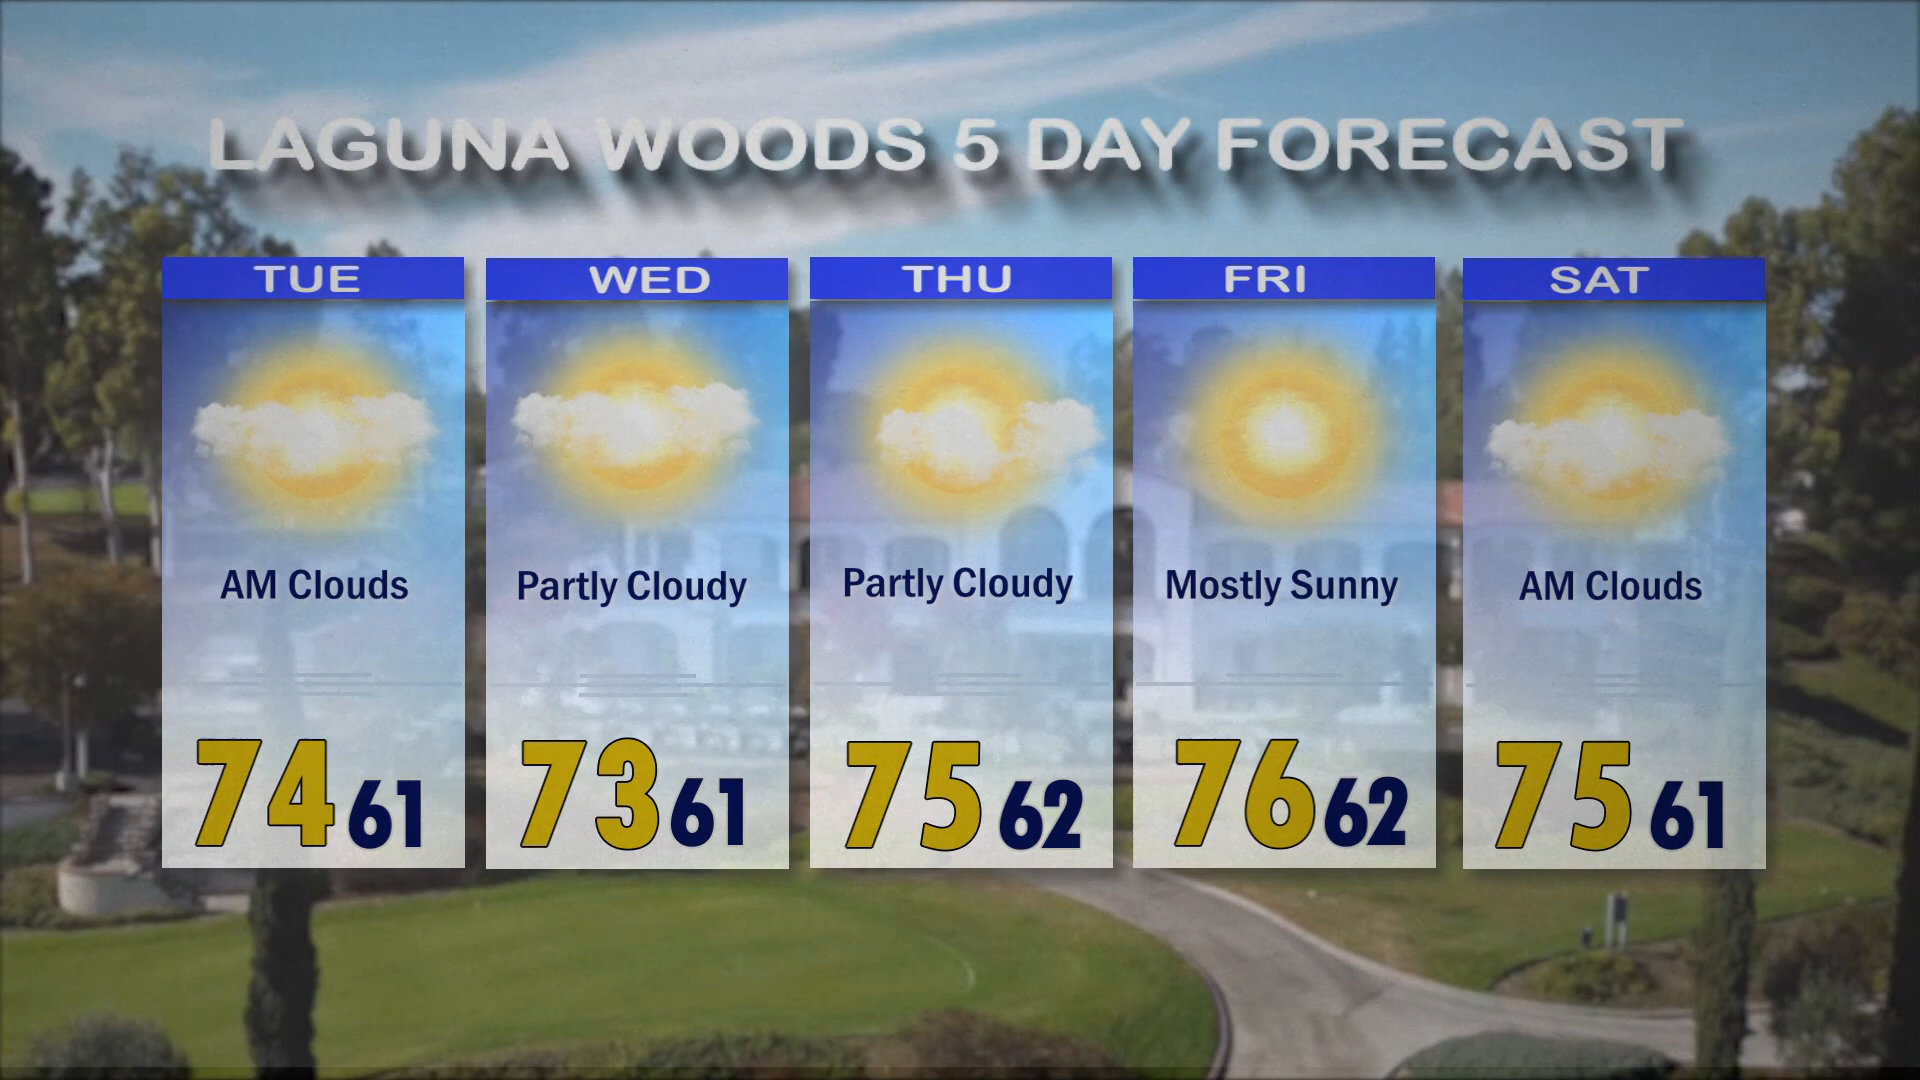 LAGUNA WOODS 5 DAY FORECAST
TUE
AM Clouds
74 61
WED
Partly Cloudy
73 61
THU
Partly Cloudy
75 62
FRI
Mostly Sunny
76 62
SAT
AM Clouds
75 61